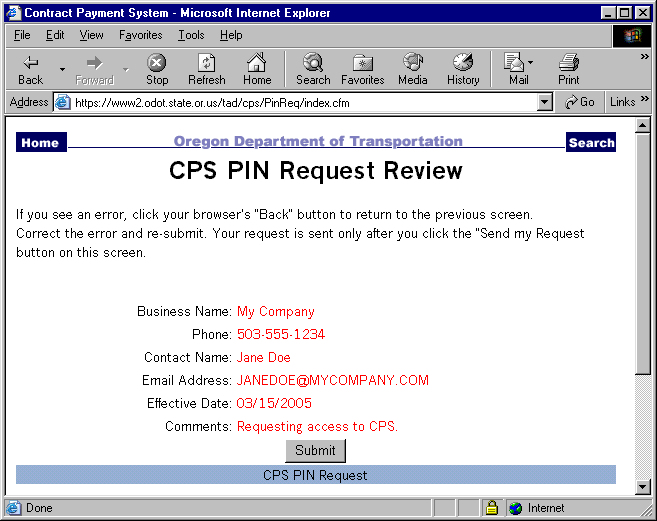 Contract Payment System - Microsoft Internet Explorer
File Edit View Favorites Tools Help
Back Forward Stop Refresh Home Search Favorites Media History Mail Print »
Address https://www2.odot.state.or.us/tad/cps/PinReq/index.cfm Go Links »
Home Oregon Department of Transportation Search
CPS PIN Request Review
If you see an error, click your browser's "Back" button to return to the previous screen.
Correct the error and re-submit. Your request is sent only after you click the "Send my Request
button on this screen.
Business Name: My Company
Phone: 503-555-1234
Contact Name: Jane Doe
Email Address: JANEDOE@MYCOMPANY.COM
Effective Date: 03/15/2005
Comments: Requesting access to CPS.
Submit
CPS PIN Request
Done Internet